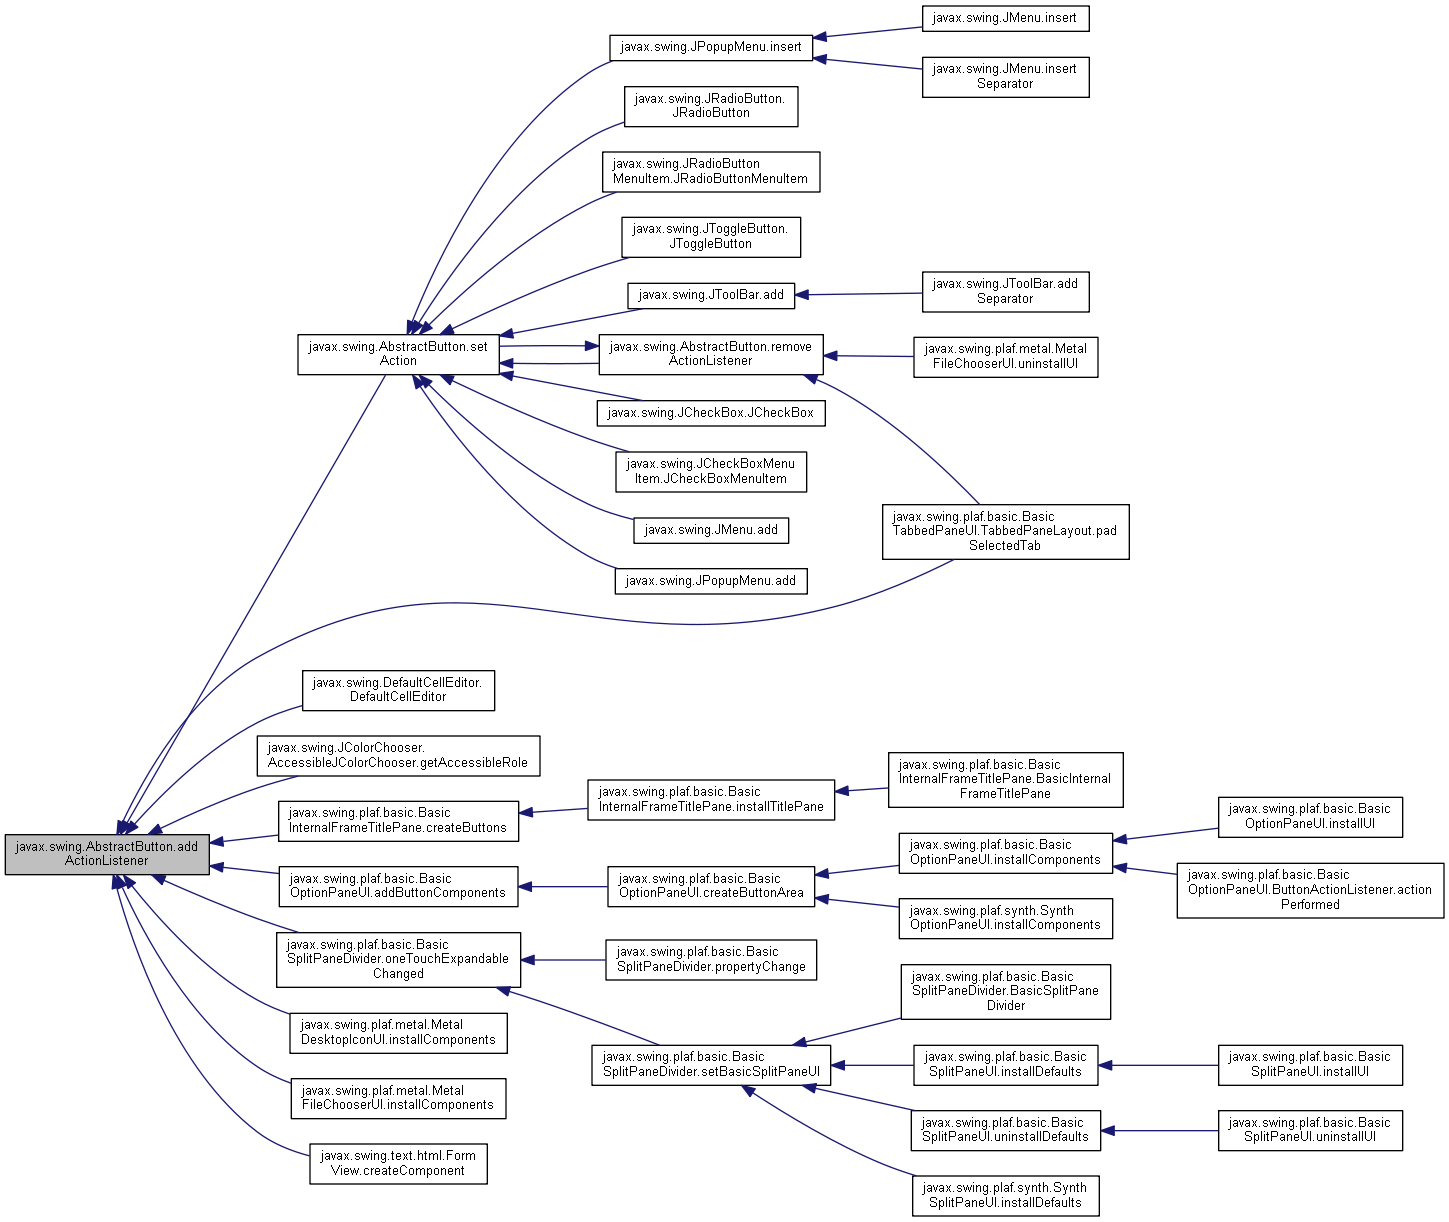 javax.swing.JMenu.insert
javax.swing.JPopupMenu.insert
javax.swing.JMenu.insert
Separator
javax.swing.JRadioButton.
JRadioButton
javax.swing.JRadioButton
MenuItem.JRadioButtonMenuItem
javax.swing.JToggleButton.
JToggleButton
javax.swing.JToolBar.add
javax.swing.JToolBar.add
Separator
javax.swing.AbstractButton.set
Action
javax.swing.AbstractButton.remove
ActionListener
javax.swing.plaf.metal.Metal
FileChooserUI.uninstallUI
javax.swing.JCheckBox.JCheckBox
javax.swing.JCheckBoxMenu
Item.JCheckBoxMenuItem
javax.swing.JMenu.add
javax.swing.plaf.basic.Basic
TabbedPaneUI.TabbedPaneLayout.pad
SelectedTab
javax.swing.JPopupMenu.add
javax.swing.DefaultCellEditor.
DefaultCellEditor
javax.swing.JColorChooser.
AccessibleJColorChooser.getAccessibleRole
javax.swing.plaf.basic.Basic
InternalFrameTitlePane.createButtons
javax.swing.plaf.basic.Basic
InternalFrameTitlePane.installTitlePane
javax.swing.plaf.basic.Basic
InternalFrameTitlePane.BasicInternal
FrameTitlePane
javax.swing.AbstractButton.add
ActionListener
javax.swing.plaf.basic.Basic
OptionPaneUI.addButtonComponents
javax.swing.plaf.basic.Basic
OptionPaneUI.createButtonArea
javax.swing.plaf.basic.Basic
OptionPaneUI.installComponents
javax.swing.plaf.basic.Basic
OptionPaneUI.installUI
javax.swing.plaf.basic.Basic
OptionPaneUI.ButtonActionListener.action
Performed
javax.swing.plaf.synth.Synth
OptionPaneUI.installComponents
javax.swing.plaf.basic.Basic
SplitPaneDivider.oneTouchExpandable
Changed
javax.swing.plaf.basic.Basic
SplitPaneDivider.propertyChange
javax.swing.plaf.basic.Basic
SplitPaneDivider.BasicSplitPane
Divider
javax.swing.plaf.metal.Metal
DesktopIconUI.installComponents
javax.swing.plaf.basic.Basic
SplitPaneDivider.setBasicSplitPaneUI
javax.swing.plaf.basic.Basic
SplitPaneUI.installDefaults
javax.swing.plaf.basic.Basic
SplitPaneUI.installUI
javax.swing.plaf.metal.Metal
FileChooserUI.installComponents
javax.swing.plaf.basic.Basic
SplitPaneUI.uninstallDefaults
javax.swing.plaf.basic.Basic
SplitPaneUI.uninstallUI
javax.swing.text.html.Form
View.createComponent
javax.swing.plaf.synth.Synth
SplitPaneUI.installDefaults